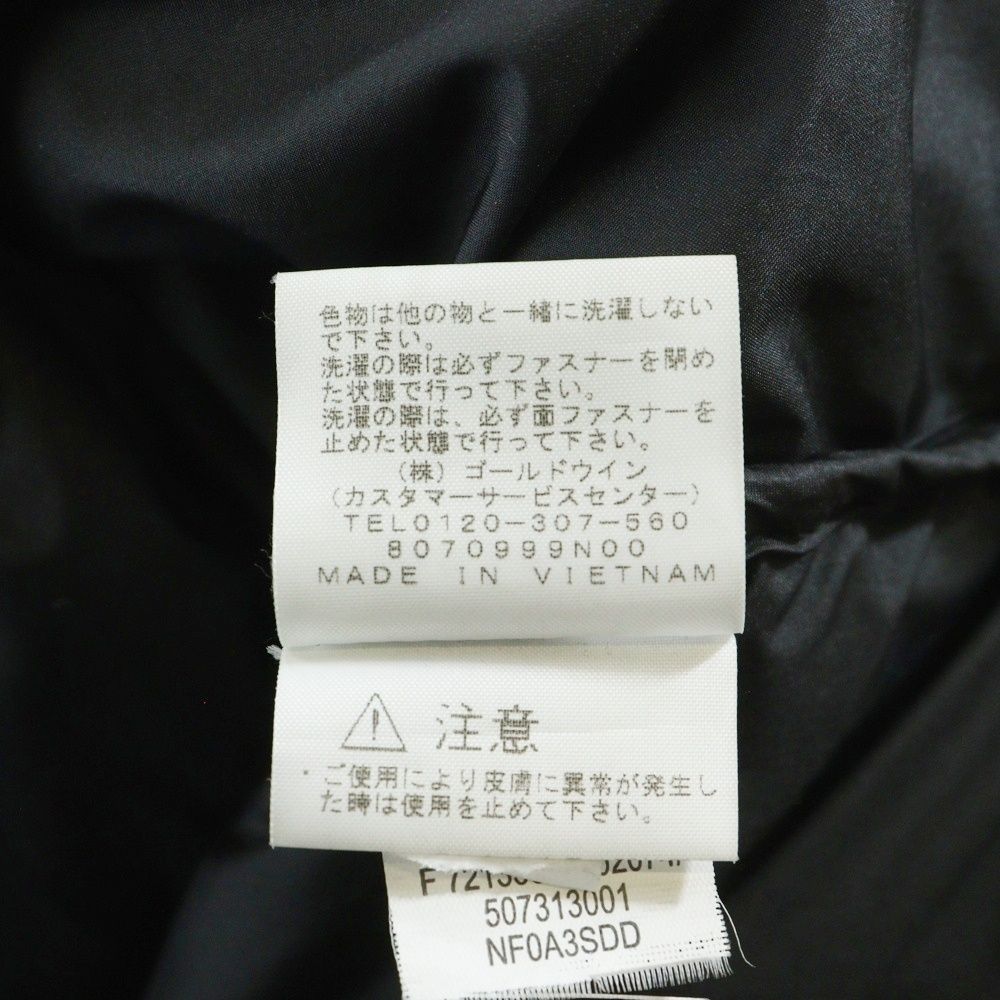 色物は他の物と一緒に洗濯しない
で下さい。
洗濯の際は必ずファスナーを閉め
た状態で行って下さい。
洗濯の際は、必ず面ファスナーを
止めた状態で行って下さい。
(株)ゴールドウイン
(カスタマーサービスセンター)
TEL0120-307-560
8070999N00
MADE IN VIETNAM
注意
・ご使用により皮膚に異常が発生し
た時は使用を止めて下さい。
507313001
NF0A3SDD